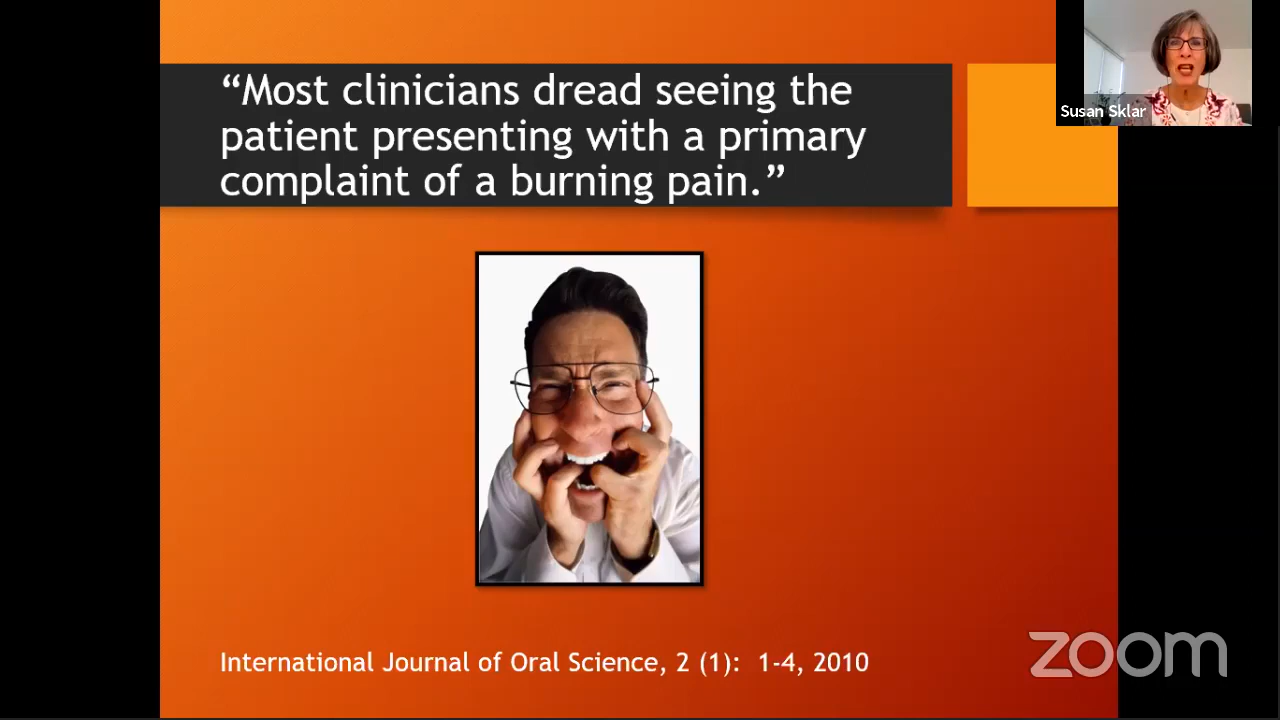 “Most clinicians dread seeing the
patient presenting with a primary
complaint of a burning pain.”
Susan Sklar
International Journal of Oral Science, 2 (1):  1-4, 2010
zoom